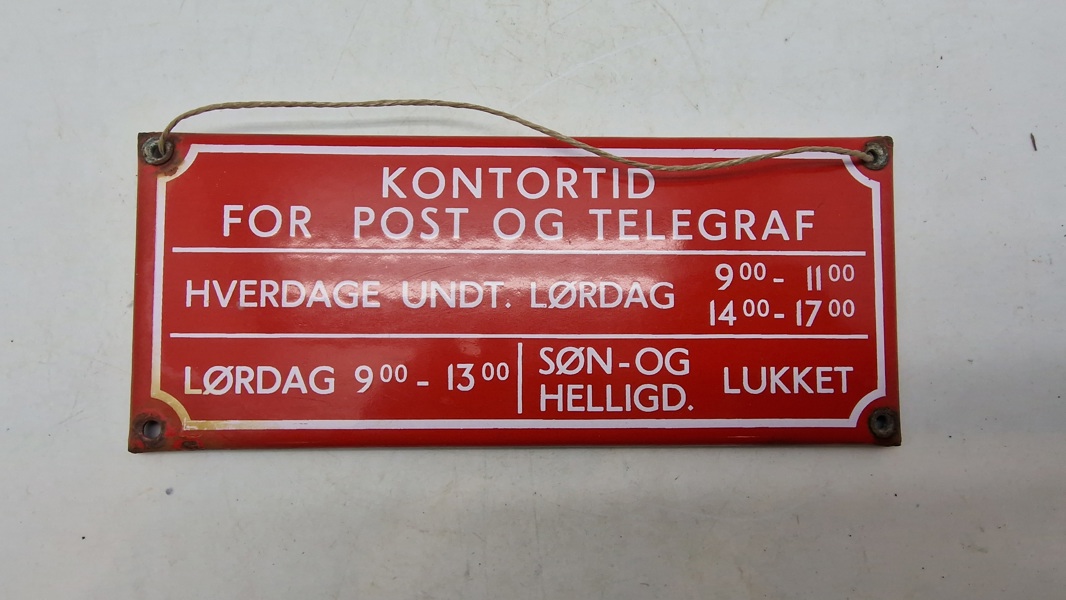 KONTORTID
FOR POST OG TELEGRAF
HVERDAGE UNDT. LØRDAG 9⁰⁰ - 11⁰⁰
14⁰⁰ - 17⁰⁰
LØRDAG 9⁰⁰ - 13⁰⁰
SØN-OG
HELLIGD. LUKKET